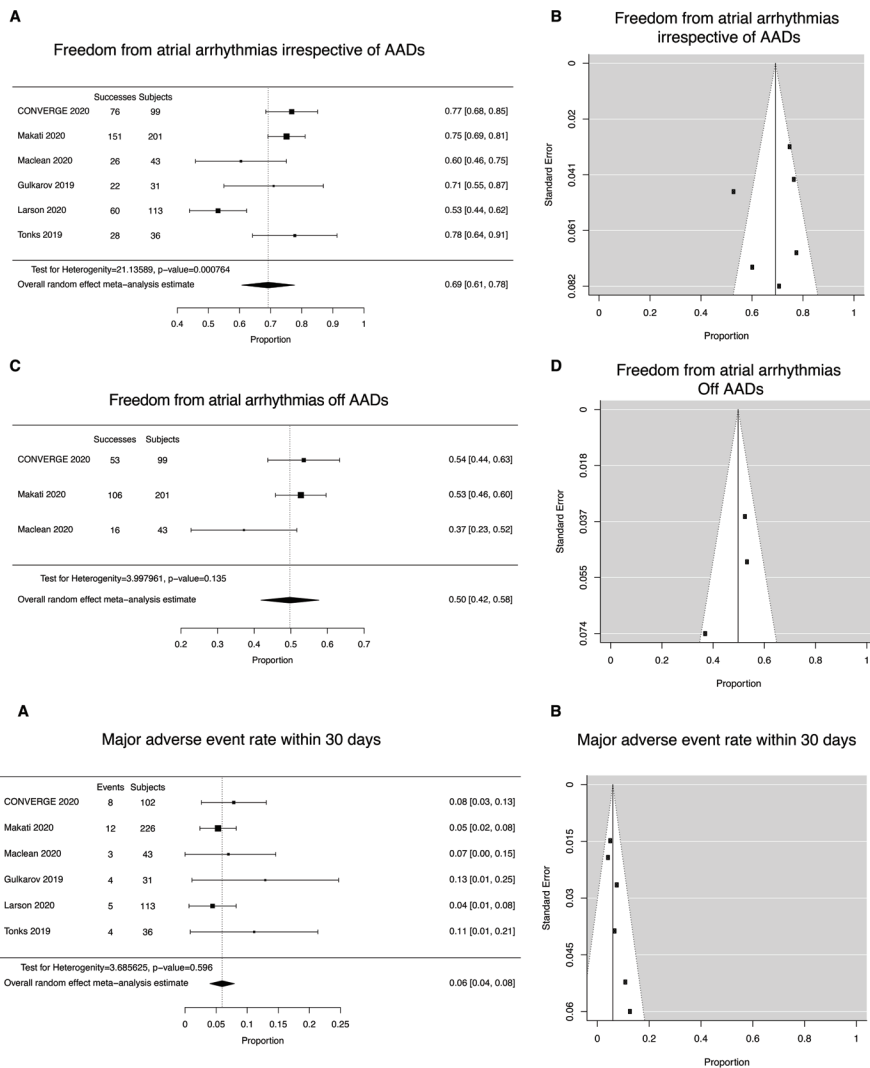 A
Freedom from atrial arrhythmias irrespective of AADs
Successes Subjects
CONVERGE 2020 76 99 0.77 [0.68, 0.85]
Makati 2020 151 201 0.75 [0.69, 0.81]
Maclean 2020 26 43 0.60 [0.46, 0.75]
Gulkarov 2019 22 31 0.71 [0.55, 0.87]
Larson 2020 60 113 0.53 [0.44, 0.62]
Tonks 2019 28 36 0.78 [0.64, 0.91]
Test for Heterogenity=21.13589, p-value=0.000764
Overall random effect meta-analysis estimate 0.69 [0.61, 0.78]
0.4 0.5 0.6 0.7 0.8 0.9 1
Proportion
B
Freedom from atrial arrhythmias
irrespective of AADs
Standard Error
0
0.02
0.041
0.061
0.082
0 0.2 0.4 0.6 0.8 1
Proportion
C
Freedom from atrial arrhythmias off AADs
Successes Subjects
CONVERGE 2020 53 99 0.54 [0.44, 0.63]
Makati 2020 106 201 0.53 [0.46, 0.60]
Maclean 2020 16 43 0.37 [0.23, 0.52]
Test for Heterogenity=3.997961, p-value=0.135
Overall random effect meta-analysis estimate 0.50 [0.42, 0.58]
0.2 0.3 0.4 0.5 0.6 0.7
Proportion
D
Freedom from atrial arrhythmias
Off AADs
Standard Error
0
0.018
0.037
0.055
0.074
0 0.2 0.4 0.6 0.8 1
Proportion
A
Major adverse event rate within 30 days
Events Subjects
CONVERGE 2020 8 102 0.08 [0.03, 0.13]
Makati 2020 12 226 0.05 [0.02, 0.08]
Maclean 2020 3 43 0.07 [0.00, 0.15]
Gulkarov 2019 4 31 0.13 [0.01, 0.25]
Larson 2020 5 113 0.04 [0.01, 0.08]
Tonks 2019 4 36 0.11 [0.01, 0.21]
Test for Heterogenity=3.685625, p-value=0.596
Overall random effect meta-analysis estimate 0.06 [0.04, 0.08]
0 0.05 0.1 0.15 0.2 0.25
Proportion
B
Major adverse event rate within 30 days
Standard Error
0
0.015
0.03
0.045
0.06
0 0.2 0.4 0.6 0.8 1
Proportion